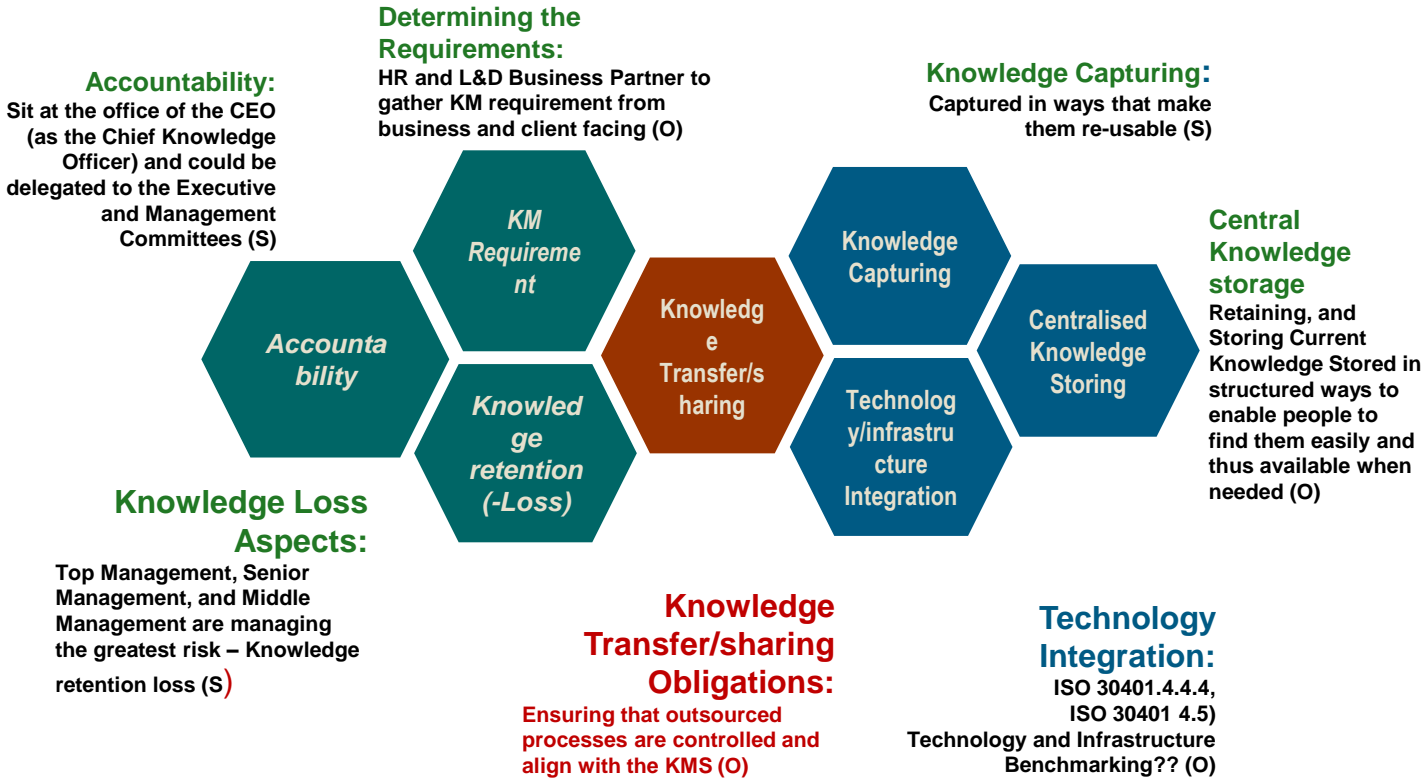 Determining the
Requirements:
HR and L&D Business Partner to
gather KM requirement from
business and client facing (O)
Accountability:
Sit at the office of the CEO
(as the Chief Knowledge
Officer) and could be
delegated to the Executive
and Management
Committees (S)
Knowledge Capturing:
Captured in ways that make
them re-usable (S)
Central
Knowledge
storage
Retaining, and
Storing Current
Knowledge Stored in
structured ways to
enable people to
find them easily and
thus available when
needed (O)
KM
Requireme
nt
Knowledge
Capturing
Accounta
bility
Knowledg
e
Transfer/s
haring
Centralised
Knowledge
Storing
Knowled
ge
retention
(-Loss)
Technolog
y/infrastru
cture
Integration
Knowledge Loss
Aspects:
Top Management, Senior
Management, and Middle
Management are managing
the greatest risk – Knowledge
retention loss (S)
Knowledge
Transfer/sharing
Obligations:
Ensuring that outsourced
processes are controlled and
align with the KMS (O)
Technology
Integration:
ISO 30401.4.4.4,
ISO 30401 4.5)
Technology and Infrastructure
Benchmarking?? (O)